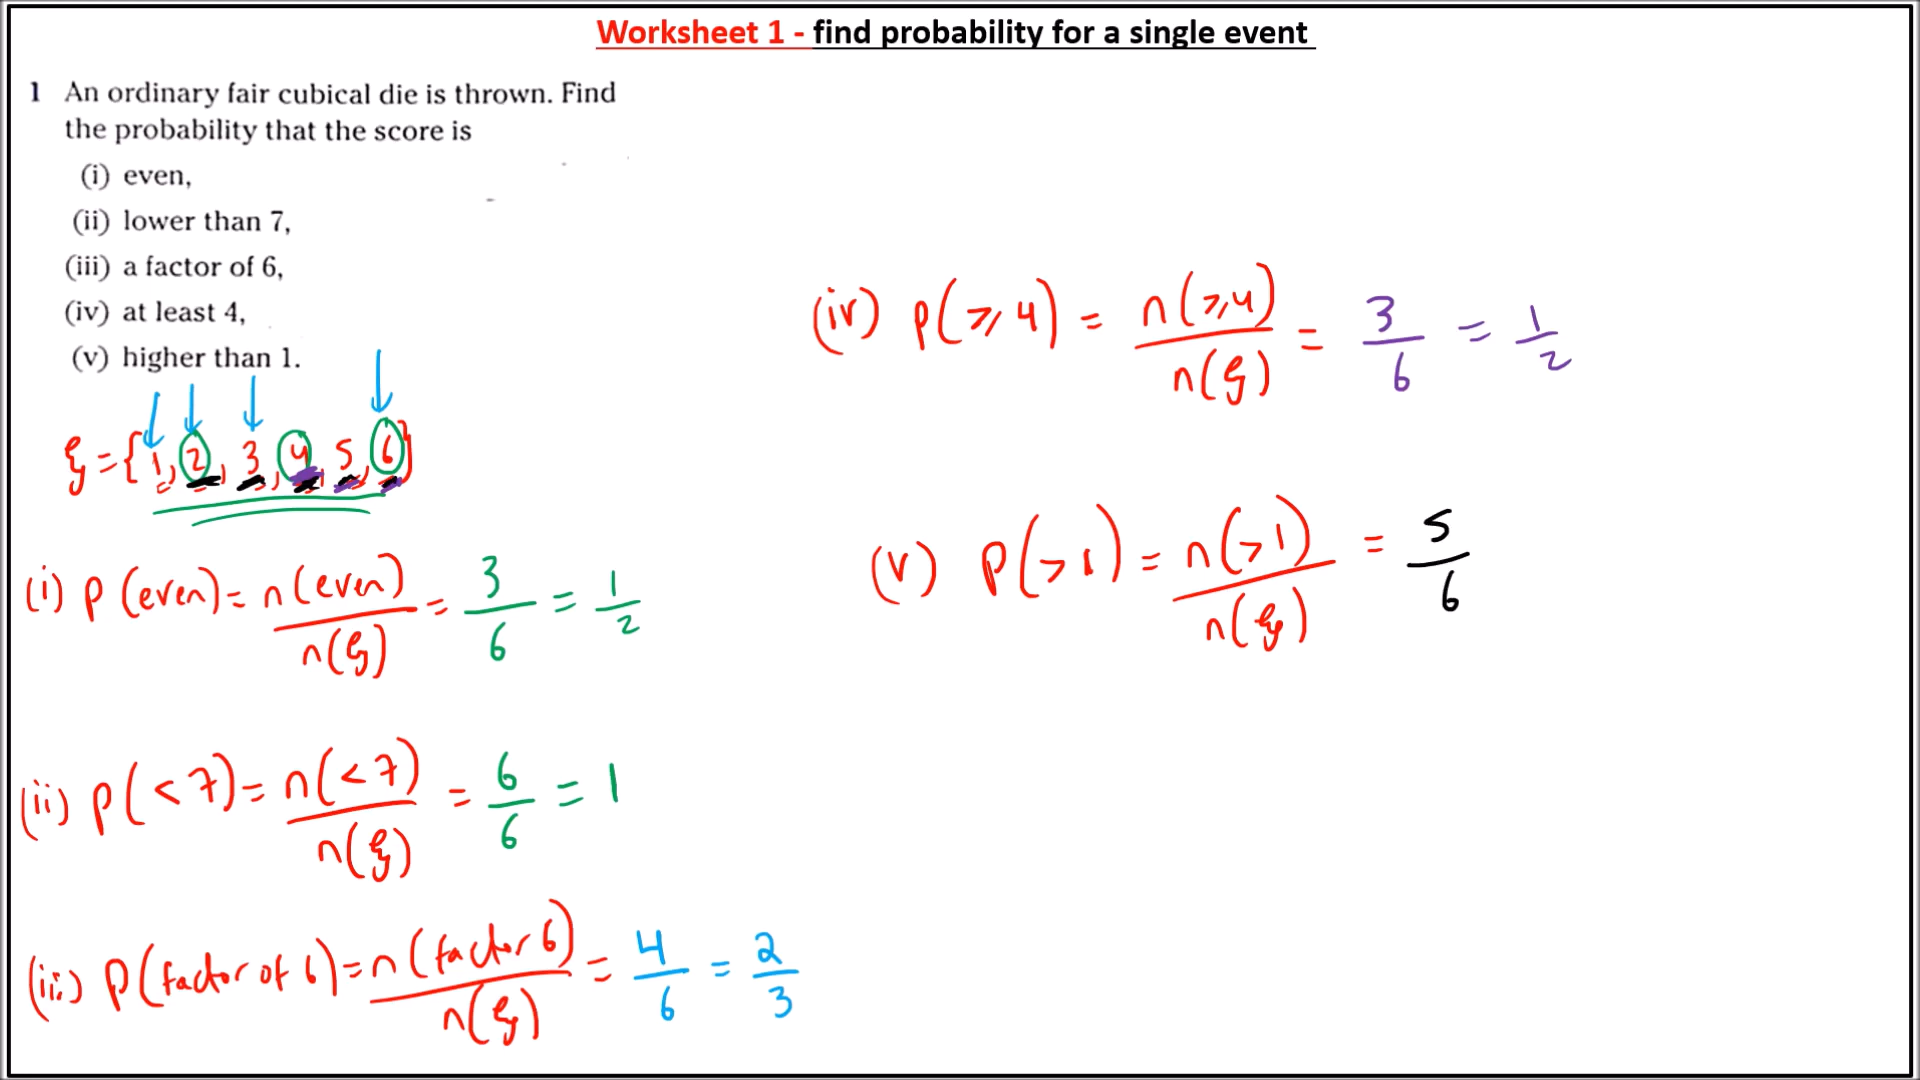 Worksheet 1 - find probability for a single event
1 An ordinary fair cubical die is thrown. Find
the probability that the score is
(i) even,
(ii) lower than 7,
(iii) a factor of 6,
(iv) at least 4,
(v) higher than 1.
ξ = {1, 2, 3, 4, 5, 6}
(i) P(even) = n(even)/n(ξ) = 3/6 = 1/2
(ii) P(<7) = n(<7)/n(ξ) = 6/6 = 1
(iii) P(factor of 6) = n(factor 6)/n(ξ) = 4/6 = 2/3
(iv) P(≥4) = n(≥4)/n(ξ) = 3/6 = 1/2
(v) P(>1) = n(>1)/n(ξ) = 5/6